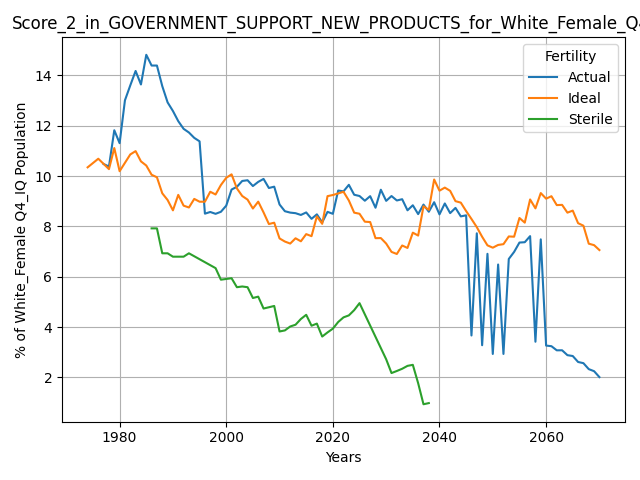 Score_2_in_GOVERNMENT_SUPPORT_NEW_PRODUCTS_for_White_Female_Q4
Fertility
Actual
Ideal
Sterile
% of White_Female Q4_IQ Population
14
12
10
8
6
4
2
1980 2000 2020 2040 2060
Years